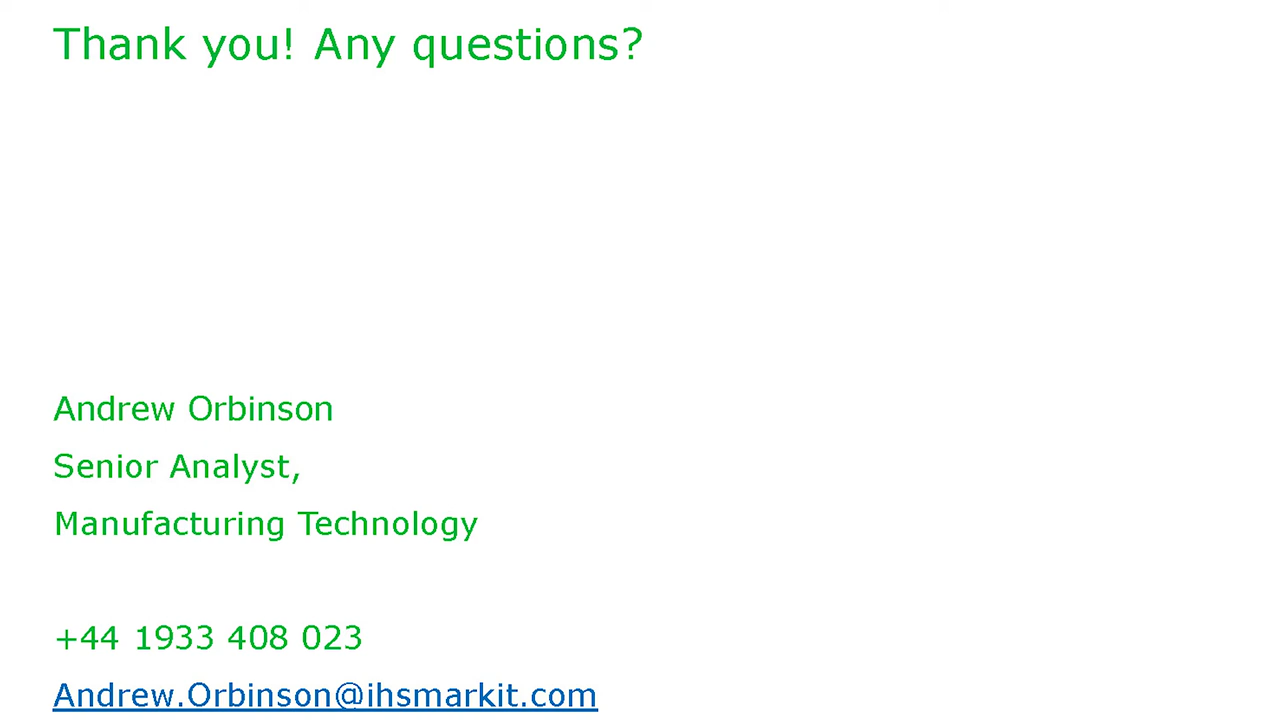 Thank you! Any questions?
Andrew Orbinson
Senior Analyst,
Manufacturing Technology
+44 1933 408 023
Andrew.Orbinson@ihsmarkit.com